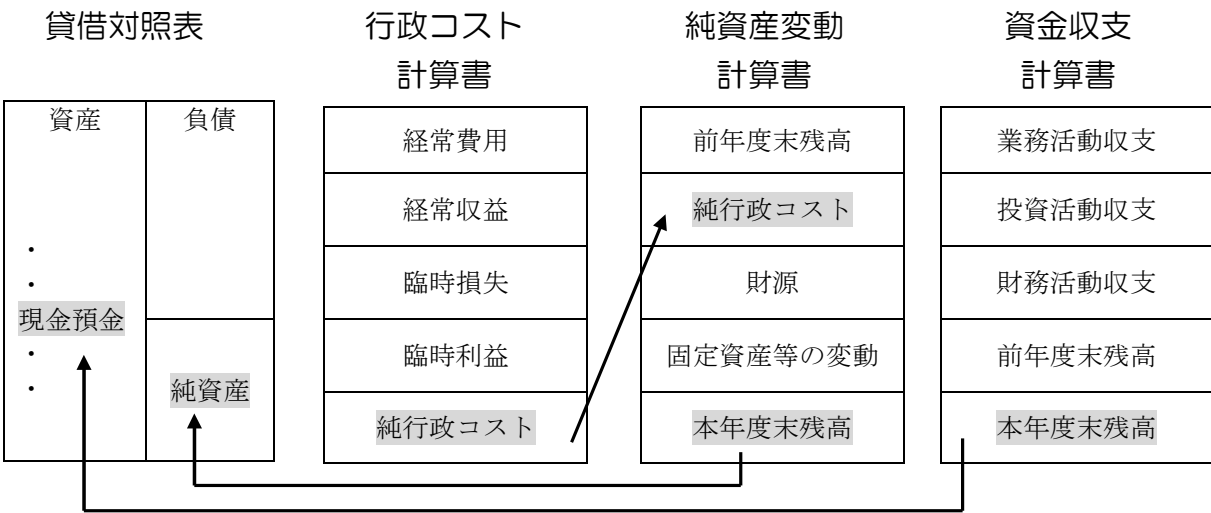 貸借対照表
資産
負債
・
・
現金預金
・
・
純資産
行政コスト
計算書
経常費用
経常収益
臨時損失
臨時利益
純行政コスト
純資産変動
計算書
前年度末残高
純行政コスト
財源
固定資産等の変動
本年度末残高
資金収支
計算書
業務活動収支
投資活動収支
財務活動収支
前年度末残高
本年度末残高